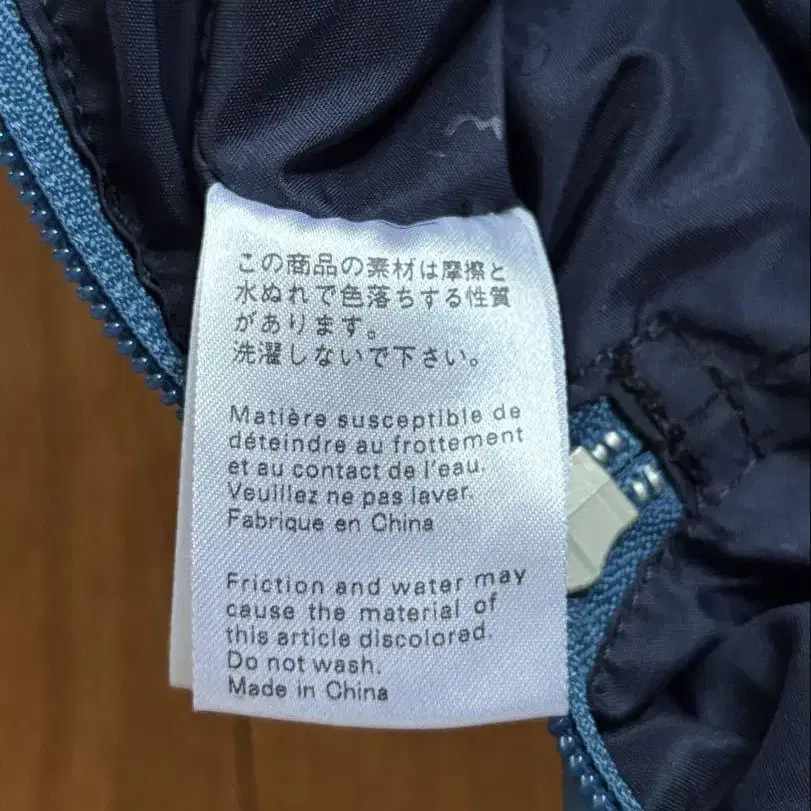 この商品の素材は摩擦と
水ぬれで色落ちする性質
があります。
洗濯しないで下さい。
Matière susceptible de
déteindre au frottement
et au contact de l'eau.
Veuillez ne pas laver.
Fabrique en China
Friction and water may
cause the material of
this article discolored.
Do not wash.
Made in China